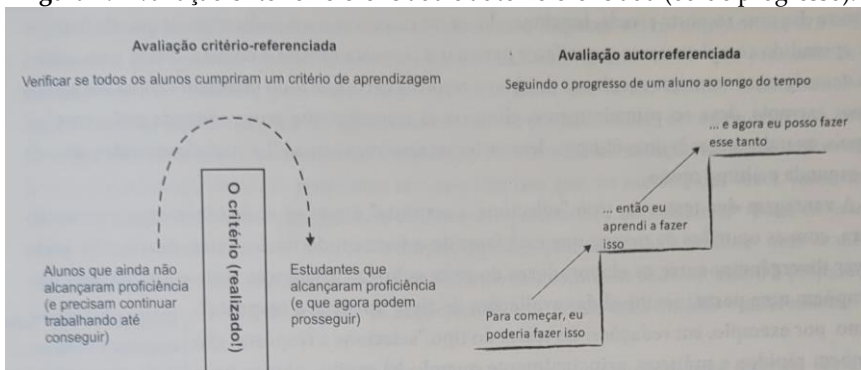 Avaliação critério-referenciada
Verificar se todos os alunos cumpriram um critério de aprendizagem
Alunos que ainda não
alcançaram proficiência
(e precisam continuar
trabalhando até
conseguir)
O critério (realizado!)
Estudantes que
alcançaram proficiência
(e que agora podem
prosseguir)
Avaliação autorreferenciada
Seguindo o progresso de um aluno ao longo do tempo
Para começar, eu
poderia fazer isso
... então eu
aprendi a fazer
isso
... e agora eu posso fazer
esse tanto